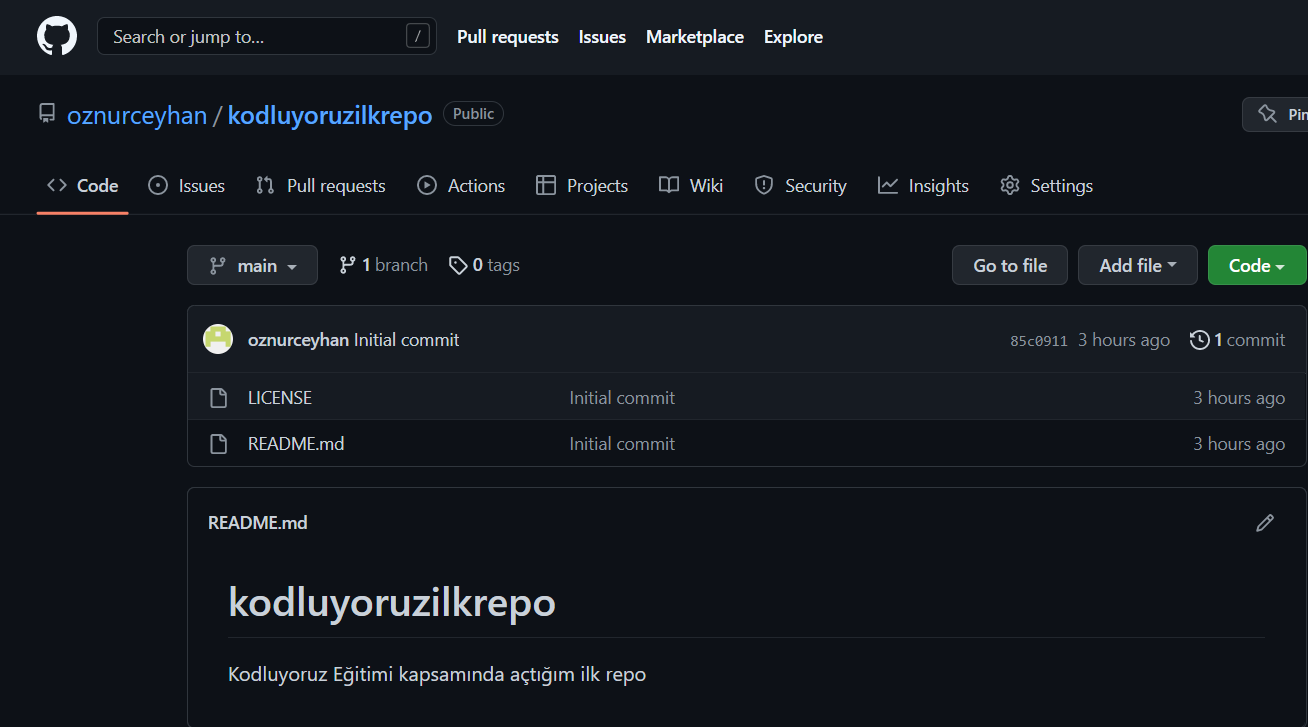 Search or jump to... /
Pull requests Issues Marketplace Explore
oznurceyhan / kodluyoruzilkrepo Public
Code Issues Pull requests Actions Projects Wiki Security Insights Settings
main 1 branch 0 tags Go to file Add file Code
oznurceyhan Initial commit 85c0911 3 hours ago 1 commit
LICENSE Initial commit 3 hours ago
README.md Initial commit 3 hours ago
README.md
kodluyoruzilkrepo
Kodluyoruz Eğitimi kapsamında açtığım ilk repo